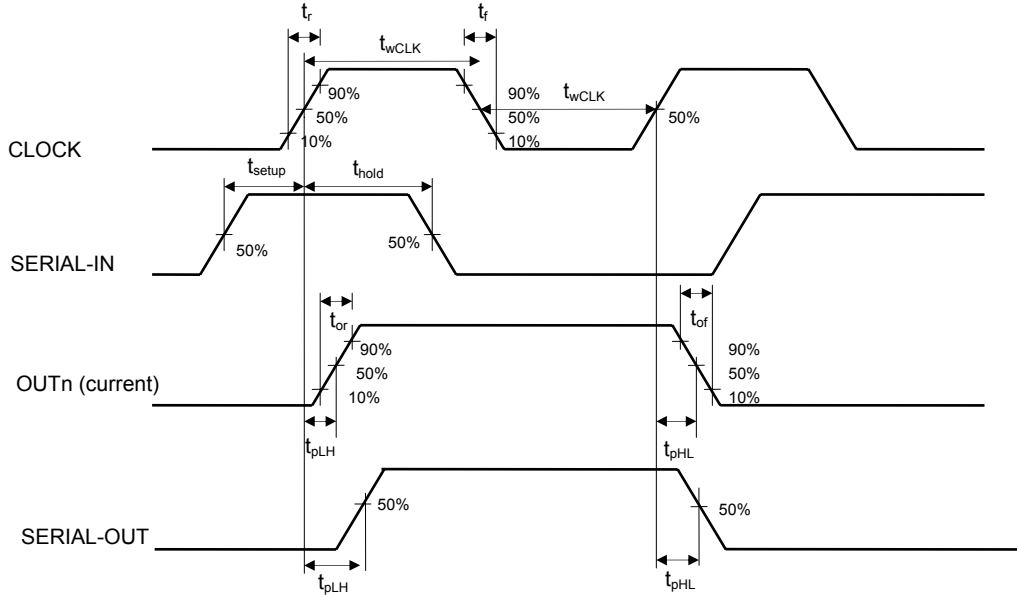 tr
tf
twCLK
90%
50%
10%
90%
50%
10%
twCLK
50%
CLOCK
tsetup
thold
50%
50%
SERIAL-IN
tor
tof
90%
50%
10%
90%
50%
10%
OUTn (current)
tpLH
tpHL
50%
50%
SERIAL-OUT
tpLH
tpHL